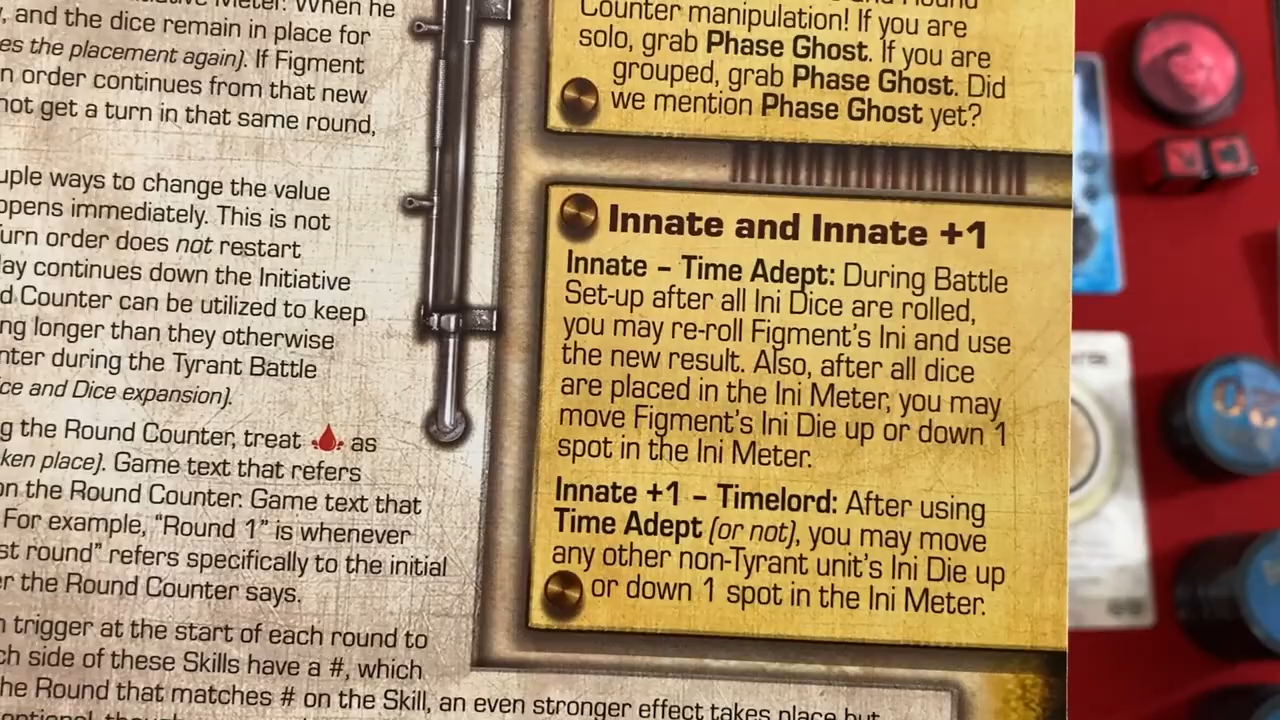 Meter. When he
, and the dice remain in place for
es the placement again). If Figment
n order continues from that new
not get a turn in that same round,
uple ways to change the value
ppens immediately. This is not
urn order does not restart
lay continues down the Initiative
d Counter can be utilized to keep
ng longer than they otherwise
nter during the Tyrant Battle
ice and Dice expansion).
g the Round Counter, treat as
ken place). Game text that refers
on the Round Counter. Game text that
For example, “Round 1” is whenever
st round” refers specifically to the initial
er the Round Counter says.
n trigger at the start of each round to
ch side of these Skills have a #, which
he Round that matches # on the Skill, an even stronger effect takes place but
Counter manipulation! If you are
solo, grab Phase Ghost. If you are
grouped, grab Phase Ghost. Did
we mention Phase Ghost yet?
Innate and Innate +1
Innate – Time Adept: During Battle
Set-up after all Ini Dice are rolled,
you may re-roll Figment's Ini and use
the new result. Also, after all dice
are placed in the Ini Meter, you may
move Figment's Ini Die up or down 1
spot in the Ini Meter.
Innate +1 – Timelord: After using
Time Adept (or not), you may move
any other non-Tyrant unit's Ini Die up
or down 1 spot in the Ini Meter.